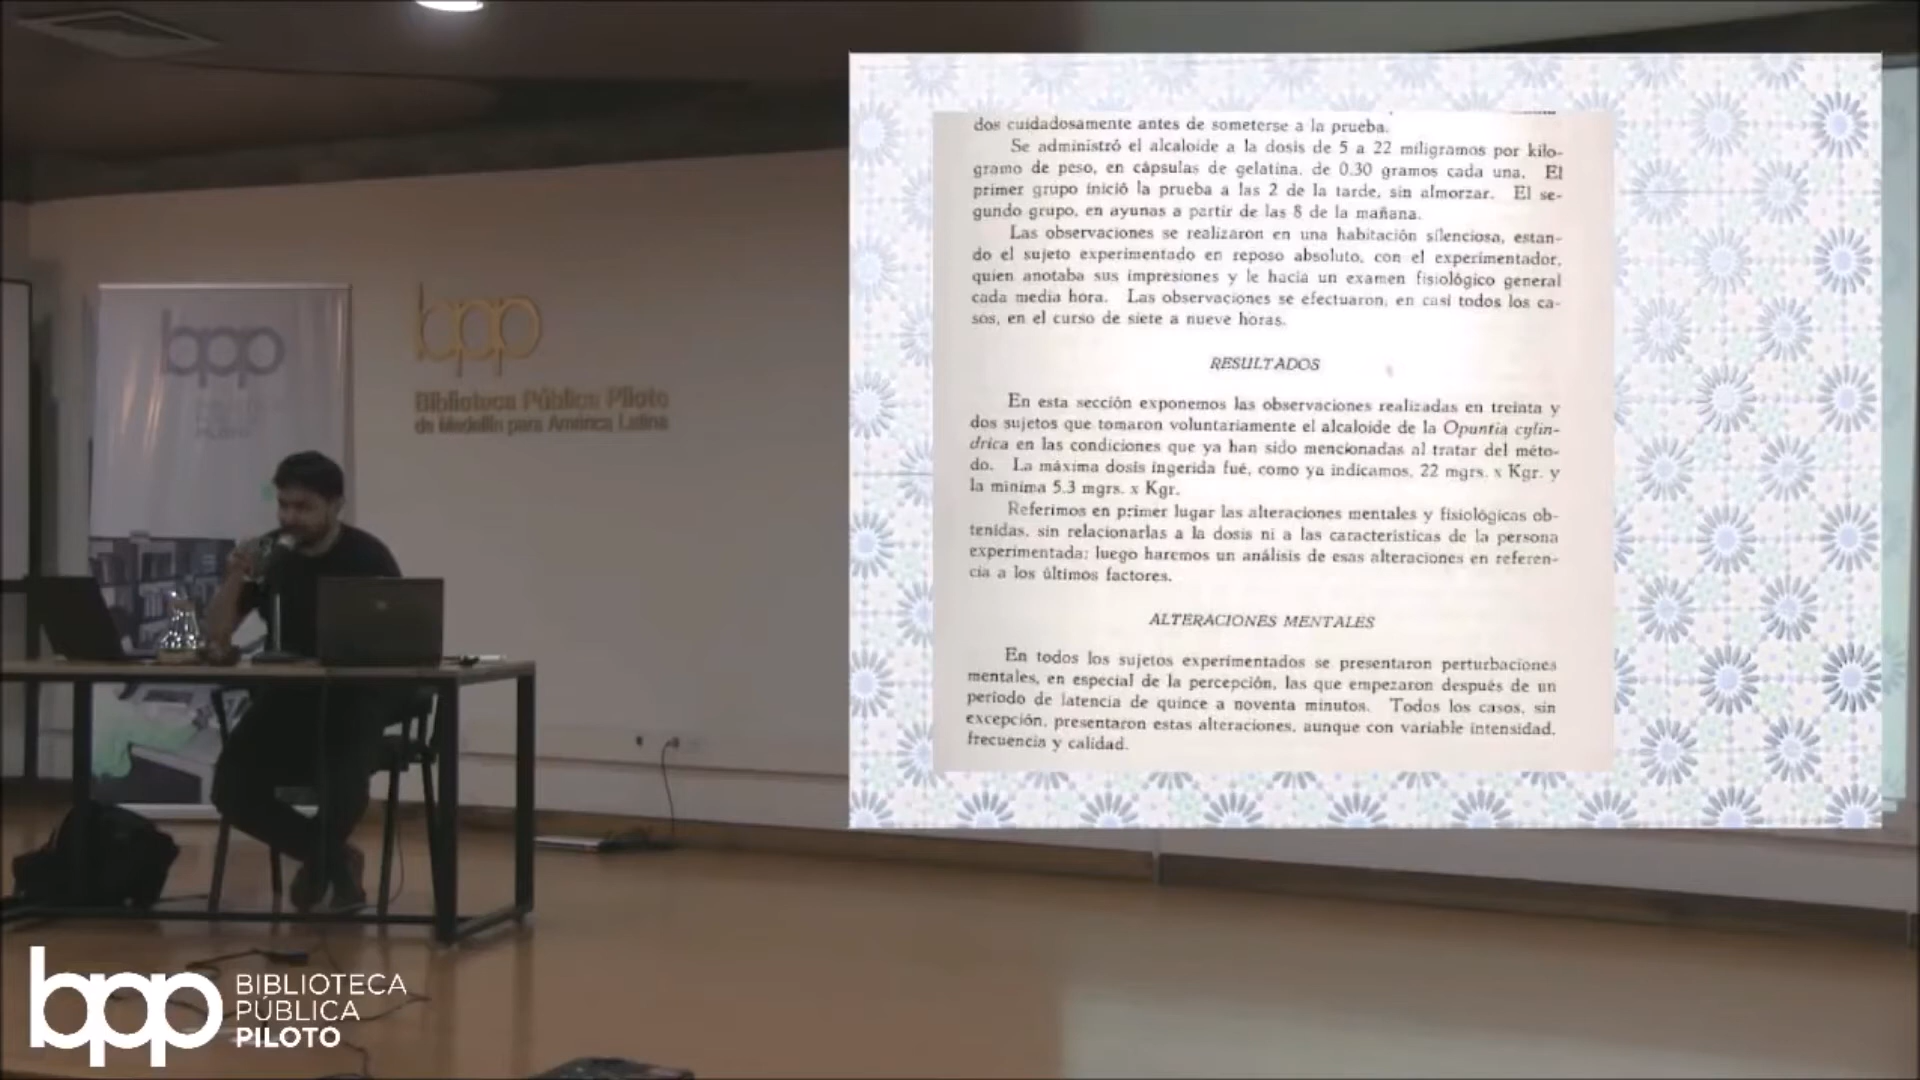 dos cuidadosamente antes de someterse a la prueba.
Se administró el alcaloide a la dosis de 5 a 22 miligramos por kilo-
gramo de peso, en cápsulas de gelatina, de 0.30 gramos cada una. El
primer grupo inició la prueba a las 2 de la tarde, sin almorzar. El se-
gundo grupo, en ayunas a partir de las 8 de la mañana.
Las observaciones se realizaron en una habitación silenciosa, estan-
do el sujeto experimentado en reposo absoluto, con el experimentador,
quien anotaba sus impresiones y le hacía un examen fisiológico general
cada media hora. Las observaciones se efectuaron, en casi todos los ca-
sos, en el curso de siete a nueve horas.
RESULTADOS
En esta sección exponemos las observaciones realizadas en treinta y
dos sujetos que tomaron voluntariamente el alcaloide de la Opuntia cylin-
drica en las condiciones que ya han sido mencionadas al tratar del méto-
do. La máxima dosis ingerida fué, como ya indicamos, 22 mgrs. x Kgr. y
la mínima 5.3 mgrs. x Kgr.
Referimos en primer lugar las alteraciones mentales y fisiológicas ob-
tenidas, sin relacionarlas a la dosis ni a las características de la persona
experimentada; luego haremos un análisis de esas alteraciones en referen-
cia a los últimos factores.
ALTERACIONES MENTALES
En todos los sujetos experimentados se presentaron perturbaciones
mentales, en especial de la percepción, las que empezaron después de un
período de latencia de quince a noventa minutos. Todos los casos, sin
excepción, presentaron estas alteraciones, aunque con variable intensidad,
frecuencia y calidad.
bpp
PILOTO
bpp
Biblioteca Pública Piloto
de Medellín para América Latina
bpp
BIBLIOTECA
PÚBLICA
PILOTO